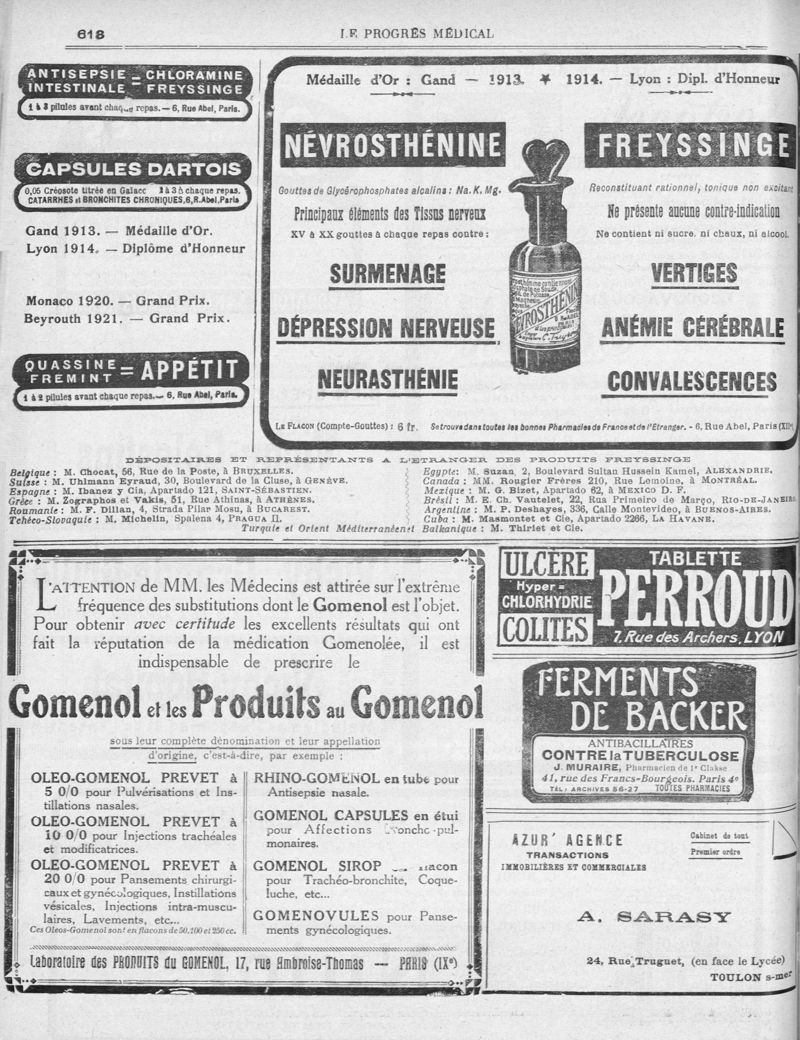 618
LE PROGRÈS MÉDICAL
ANTISEPSIE = CHLORAMINE
INTESTINALE = FREYSSINGE
1 à 3 pilules avant chaque repas. — 6, Rue Abel, Paris.
CAPSULES DARTOIS
0,05 Créosote titrée en Gaïac 2 à 3 à chaque repas.
CATARRHES et BRONCHITES CHRONIQUES, 6, R. Abel, Paris
Gand 1913. — Médaille d'Or.
Lyon 1914. — Diplôme d'Honneur
Monaco 1920. — Grand Prix.
Beyrouth 1921. — Grand Prix.
QUASSINE
FREMINT = APPÉTIT
1 à 2 pilules avant chaque repas. — 6, Rue Abel, Paris.
Médaille d'Or : Gand — 1913. ★ 1914. — Lyon : Dipl. d'Honneur
NÉVROSTHÉNINE FREYSSINGE
Gouttes de Glycérophosphates alcalins : Na. K. Mg.
Principaux éléments des Tissus nerveux
XV à XX gouttes à chaque repas contre :
SURMENAGE
DÉPRESSION NERVEUSE
NEURASTHÉNIE
NÉVROSTHÉNINE
Reconstituant rationnel, tonique non excitant
Ne présente aucune contre-indication
Ne contient ni sucre, ni chaux, ni alcool.
VERTIGES
ANÉMIE CÉRÉBRALE
CONVALESCENCES
LE FLACON (Compte-Gouttes) : 6 fr. Se trouve dans toutes les bonnes Pharmacies de France et de l'Etranger. - 6, Rue Abel, Paris (XII
DÉPOSITAIRES ET REPRÉSENTANTS A L'ETRANGER DES PRODUITS FREYSSINGE
Belgique : M. Chocat, 56, Rue de la Poste, à BRUXELLES.
Suisse : M. Uhlmann Eyraud, 30, Boulevard de la Cluse, à GENÈVE.
Espagne : M. Ibanez y Cia, Apartado 121, SAINT-SÉBASTIEN.
Grèce : M. Zographos et Vakis, 51, Rue Athinas, à ATHÈNES.
Roumanie : M. F. Dillan, 4, Strada Pilar Mosu, à BUCAREST.
Tchéco-Slovaquie : M. Michelin, Spalena 4, PRAGUA II.
Egypte : M. Suzan, 2, Boulevard Sultan Hussein Kamel, ALEXANDRIE.
Canada : MM. Rougier Frères 210, Rue Lemoine, à MONTRÉAL.
Mexique : M. G. Bizet, Apartado 62, à MEXICO D. F.
Brésil : M. E. Ch. Vautelet, 22, Rua Primeiro de Março, RIO-DE-JANEIRO
Argentine : M. P. Deshayes, 336, Calle Montevideo, à BUENOS-AIRES.
Cuba : M. Masmontet et Cie, Apartado 2266, LA HAVANE.
Turquie et Orient Méditerranéenet Balkanique : M. Thiriet et Cie.
L'ATTENTION de MM. les Médecins est attirée sur l'extrême
fréquence des substitutions dont le Gomenol est l'objet.
Pour obtenir avec certitude les excellents résultats qui ont
fait la réputation de la médication Gomenolée, il est
indispensable de prescrire le
Gomenol et les Produits au Gomenol
sous leur complète dénomination et leur appellation
d'origine, c'est-à-dire, par exemple :
OLEO-GOMENOL PREVET à
5 0/0 pour Pulvérisations et Ins-
tillations nasales.
OLEO-GOMENOL PREVET à
10 0/0 pour Injections trachéales
et modificatrices.
OLEO-GOMENOL PREVET à
20 0/0 pour Pansements chirurgi-
caux et gynécologiques, Instillations
vésicales, Injections intra-muscu-
laires, Lavements, etc...
Ces Oleos-Gomenol sont en flacons de 50, 100 et 250 cc.
RHINO-GOMENOL en tube pour
Antisepsie nasale.
GOMENOL CAPSULES en étui
pour Affections broncho-pul-
monaires.
GOMENOL SIROP flacon
pour Trachéo-bronchite, Coque-
luche, etc...
GOMENOVULES pour Panse-
ments gynécologiques.
Laboratoire des PRODUITS du GOMENOL, 17, rue Ambroise-Thomas — PARIS (IXe)
ULCÈRE
Hyper =
CHLORHYDRIE
COLITES
TABLETTE
PERROUD
7, Rue des Archers, LYON
FERMENTS
DE BACKER
ANTIBACILLAIRES
CONTRE la TUBERCULOSE
J. MURAIRE, Pharmacien de 1e Classe
41, rue des Francs-Bourgeois. Paris 4e
TÉL: ARCHIVES 56-27 TOUTES PHARMACIES
AZUR' AGENCE
TRANSACTIONS
IMMOBILIÈRES ET COMMERCIALES
Cabinet de tout
Premier ordre
A. SARASY
24, Rue Truguet, (en face le Lycée)
TOULON s-mer